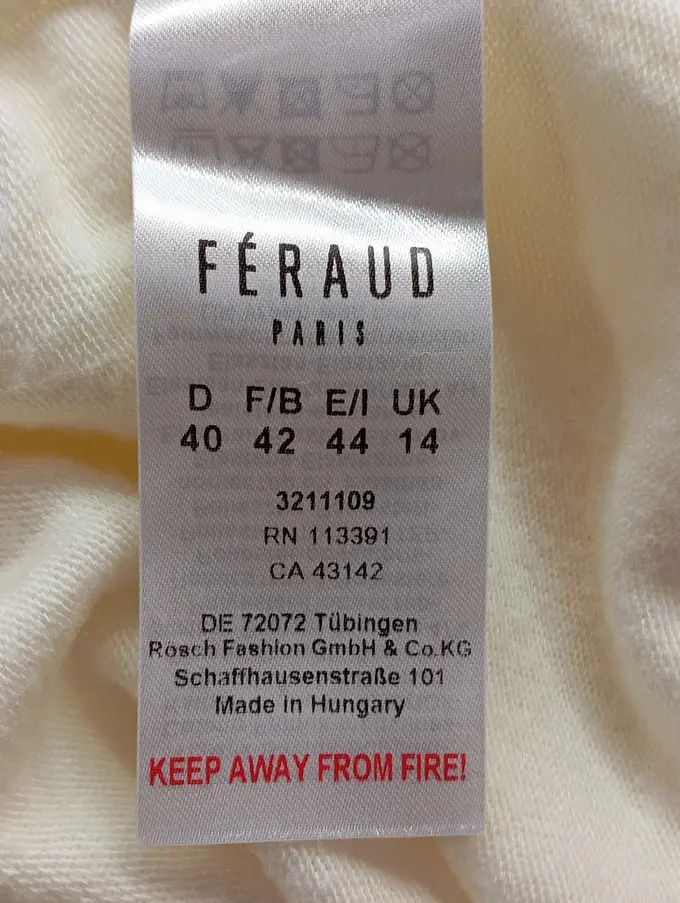 FÉRAUD
PARIS
D F/B E/I UK
40 42 44 14
3211109
RN 113391
CA 43142
DE 72072 Tübingen
Rösch Fashion GmbH & Co.KG
Schaffhausenstraße 101
Made in Hungary
KEEP AWAY FROM FIRE!